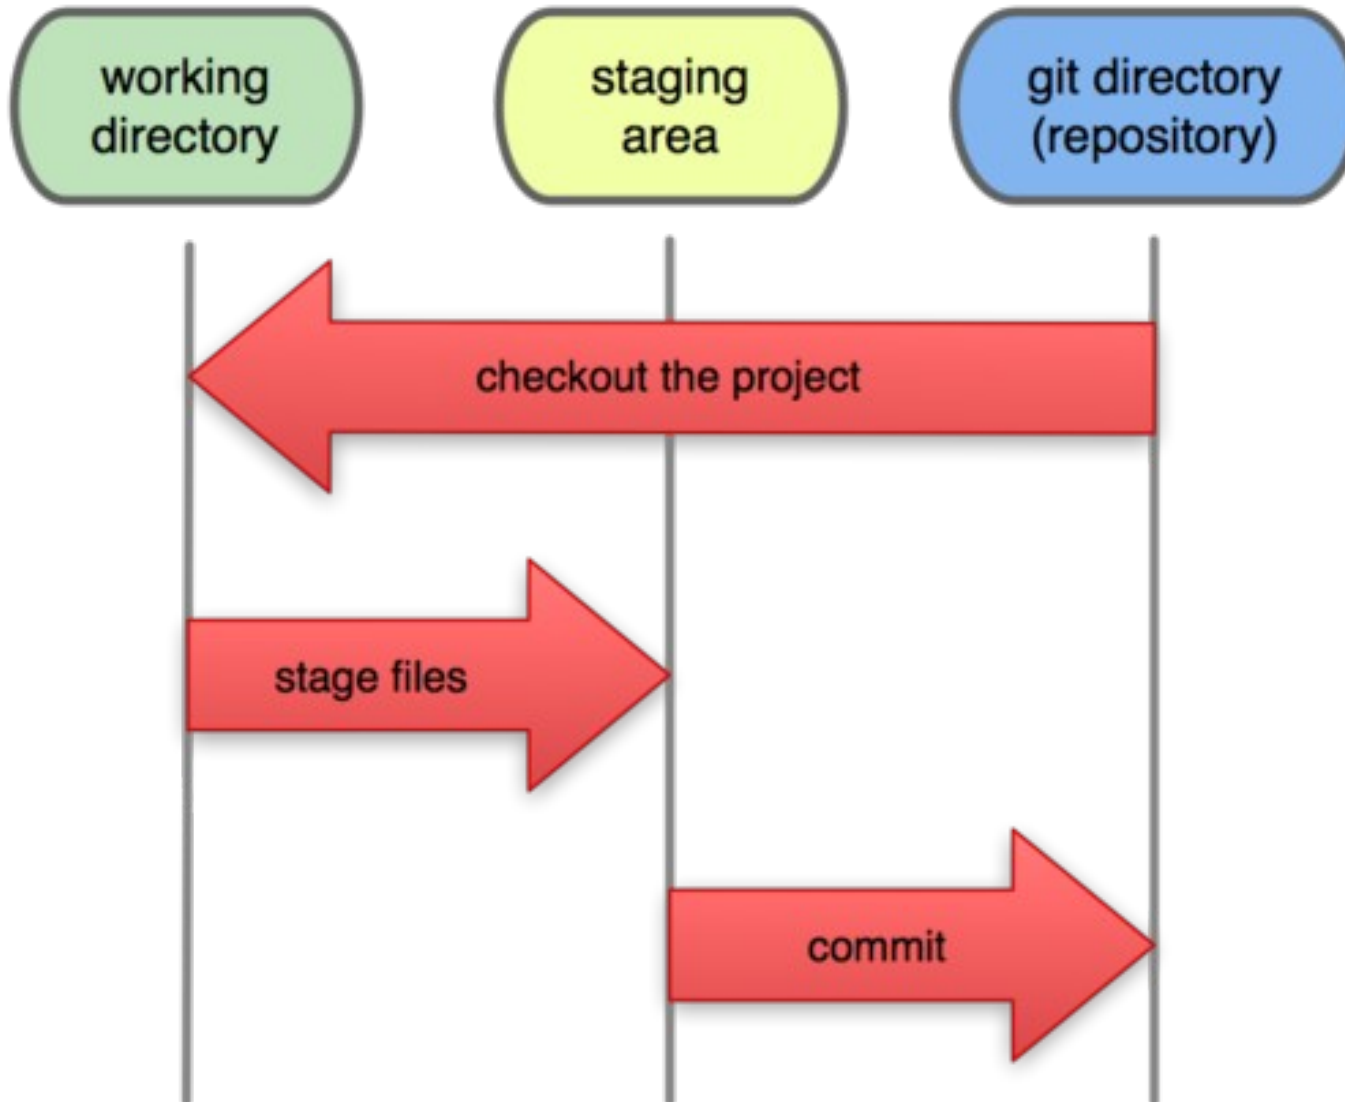 working
directory
staging
area
git directory
(repository)
checkout the project
stage files
commit